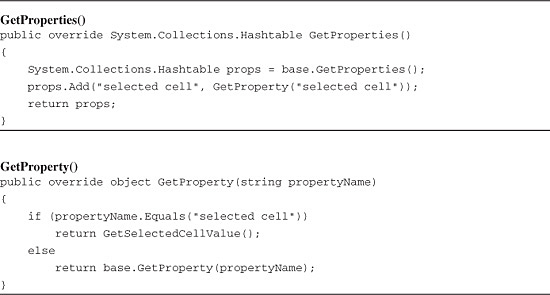 GetProperties()
public override System.Collections.Hashtable GetProperties()
{
    System.Collections.Hashtable props = base.GetProperties();
    props.Add("selected cell", GetProperty("selected cell"));
    return props;
}
GetProperty()
public override object GetProperty(string propertyName)
{
    if (propertyName.Equals("selected cell"))
        return GetSelectedCellValue();
    else
        return base.GetProperty(propertyName);
}